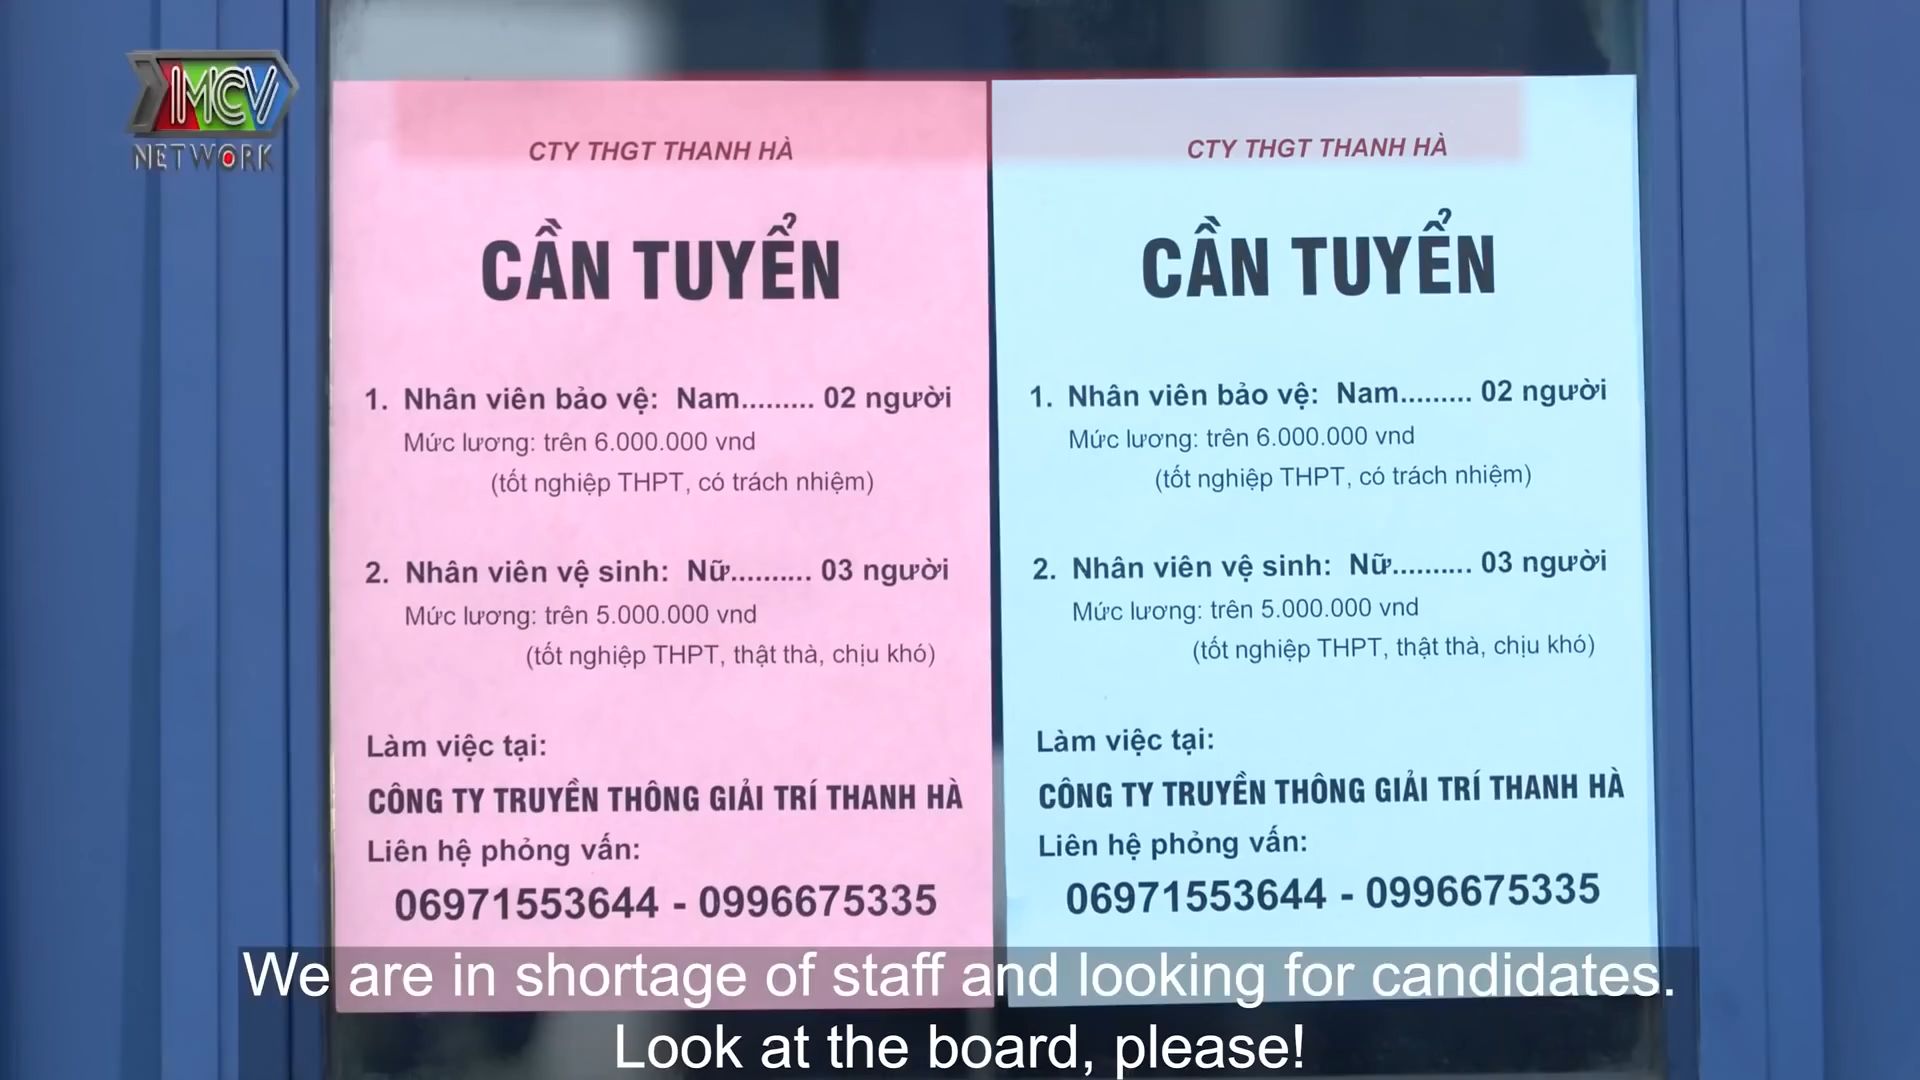 MCV
NETWORK
CTY THGT THANH HÀ
CẦN TUYỂN
1. Nhân viên bảo vệ: Nam......... 02 người
Mức lương: trên 6.000.000 vnd
(tốt nghiệp THPT, có trách nhiệm)
2. Nhân viên vệ sinh: Nữ.......... 03 người
Mức lương: trên 5.000.000 vnd
(tốt nghiệp THPT, thật thà, chịu khó)
Làm việc tại:
CÔNG TY TRUYỀN THÔNG GIẢI TRÍ THANH HÀ
Liên hệ phỏng vấn:
06971553644 - 0996675335
CTY THGT THANH HÀ
CẦN TUYỂN
1. Nhân viên bảo vệ: Nam......... 02 người
Mức lương: trên 6.000.000 vnd
(tốt nghiệp THPT, có trách nhiệm)
2. Nhân viên vệ sinh: Nữ.......... 03 người
Mức lương: trên 5.000.000 vnd
(tốt nghiệp THPT, thật thà, chịu khó)
Làm việc tại:
CÔNG TY TRUYỀN THÔNG GIẢI TRÍ THANH HÀ
Liên hệ phỏng vấn:
06971553644 - 0996675335
We are in shortage of staff and looking for candidates.
Look at the board, please!